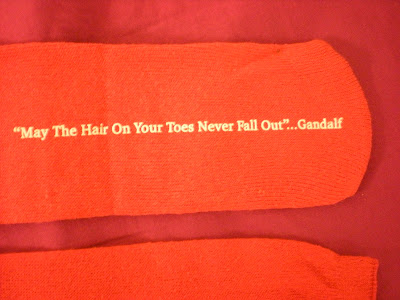 “May The Hair On Your Toes Never Fall Out”...Gandalf